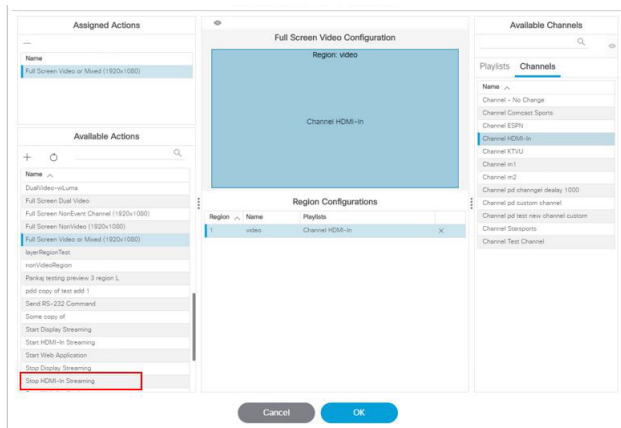 Assigned Actions
Name
Full Screen Video or Mixed (1920x1080)
Available Actions
Name
DualVideo-wLuma
Full Screen Dual Video
Full Screen NonEvent Channel (1920x1080)
Full Screen NonVideo (1920x1080)
Full Screen Video or Mixed (1920x1080)
layerRegionTest
nonVideoRegion
Pankaj testing preview 3 region L
pdd copy of test add 1
Send RS-232 Command
Some copy of
Start Display Streaming
Start HDMI-In Streaming
Start Web Application
Stop Display Streaming
Stop HDMI-In Streaming
Full Screen Video Configuration
Region: video
Channel HDMI-In
Region Configurations
Region Name Playlists
1 video Channel HDMI-In
Available Channels
Playlists Channels
Name
Channel - No Change
Channel Comcast Sports
Channel ESPN
Channel HDMI-In
Channel KTVU
Channel m1
Channel m2
Channel pd channgel dealay 1000
Channel pd custom channel
Channel pd test new channel custom
Channel Starsports
Channel Test Channel
Cancel OK